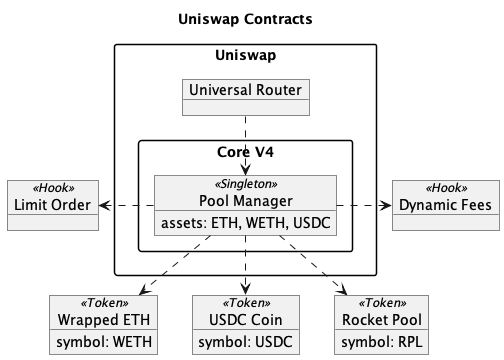 Uniswap Contracts
Uniswap
Universal Router
Core V4
«Singleton»
Pool Manager
assets: ETH, WETH, USDC
«Hook»
Limit Order
«Hook»
Dynamic Fees
«Token»
Wrapped ETH
symbol: WETH
«Token»
USDC Coin
symbol: USDC
«Token»
Rocket Pool
symbol: RPL